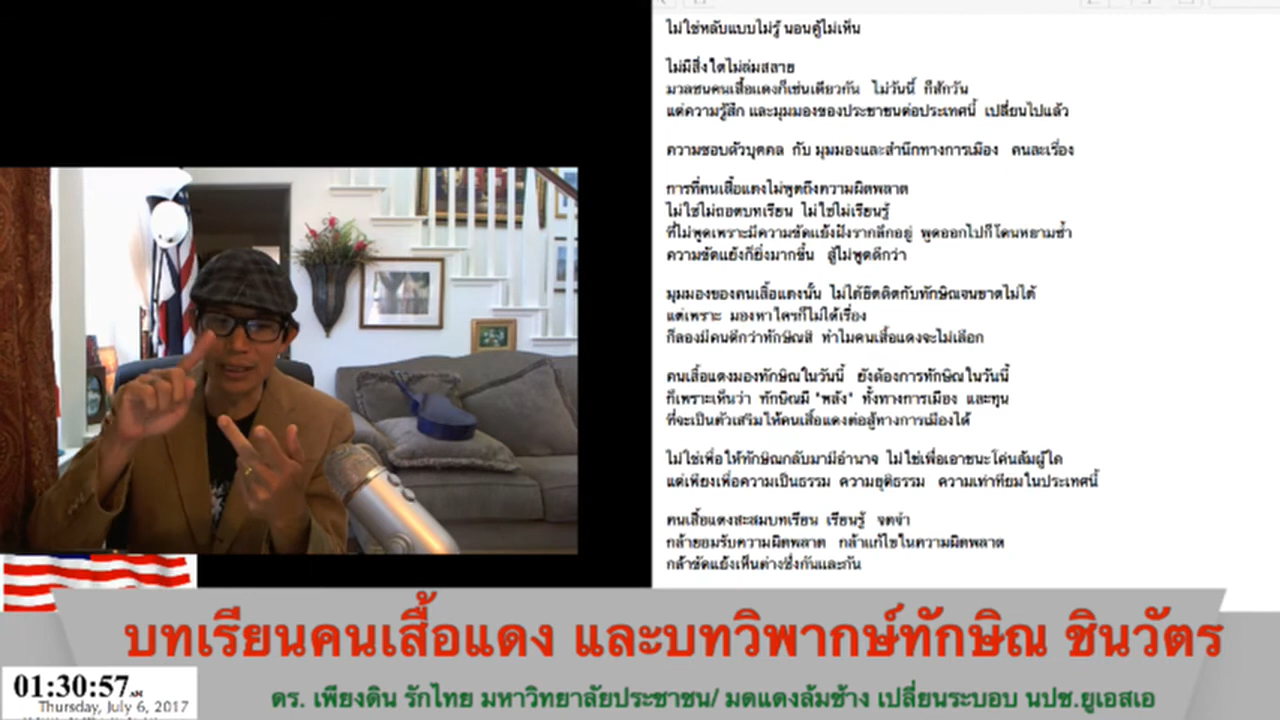 ไม่ใช่หลับแบบไม่รู้ นอนคู้ไม่เห็น
ไม่มีสิ่งใดไม่ล่มสลาย
มวลชนคนเสื้อแดงก็เช่นเดียวกัน ไม่วันนี้ ก็สักวัน
แต่ความรู้สึก และมุมมองของประชาชนต่อประเทศนี้ เปลี่ยนไปแล้ว
ความชอบตัวบุคคล กับ มุมมองและสำนึกทางการเมือง คนละเรื่อง
การที่คนเสื้อแดงไม่พูดถึงความผิดพลาด
ไม่ใช่ไม่ถอดบทเรียน ไม่ใช่ไม่เรียนรู้
ที่ไม่พูดเพราะมีความขัดแย้งฝังรากลึกอยู่ พูดออกไปก็โดนหยามซ้ำ
ความขัดแย้งก็ยิ่งมากขึ้น สู้ไม่พูดดีกว่า
มุมมองของคนเสื้อแดงนั้น ไม่ได้ยึดติดกับทักษิณจนขาดไม่ได้
แต่เพราะ มองหาใครก็ไม่ได้เรื่อง
ก็ลองมีคนดีกว่าทักษิณสิ ทำไมคนเสื้อแดงจะไม่เลือก
คนเสื้อแดงมองทักษิณในวันนี้ ยังต้องการทักษิณในวันนี้
ก็เพราะเห็นว่า ทักษิณมี "พลัง" ทั้งทางการเมือง และทุน
ที่จะเป็นตัวเสริมให้คนเสื้อแดงต่อสู้ทางการเมืองได้
ไม่ใช่เพื่อให้ทักษิณกลับมามีอำนาจ ไม่ใช่เพื่อเอาชนะโค่นล้มผู้ใด
แต่เพียงเพื่อความเป็นธรรม ความยุติธรรม ความเท่าเทียมในประเทศนี้
คนเสื้อแดงสะสมบทเรียน เรียนรู้ จดจำ
กล้ายอมรับความผิดพลาด กล้าแก้ไขในความผิดพลาด
กล้าขัดแย้งเห็นต่างซึ่งกันและกัน
บทเรียนคนเสื้อแดง และบทวิพากษ์ทักษิณ ชินวัตร
01:30:57 AM
Thursday, July 6, 2017
ดร. เพียงดิน รักไทย มหาวิทยาลัยประชาชน/ มดแดงล้มช้าง เปลี่ยนระบอบ นปช.ยูเอสเอ